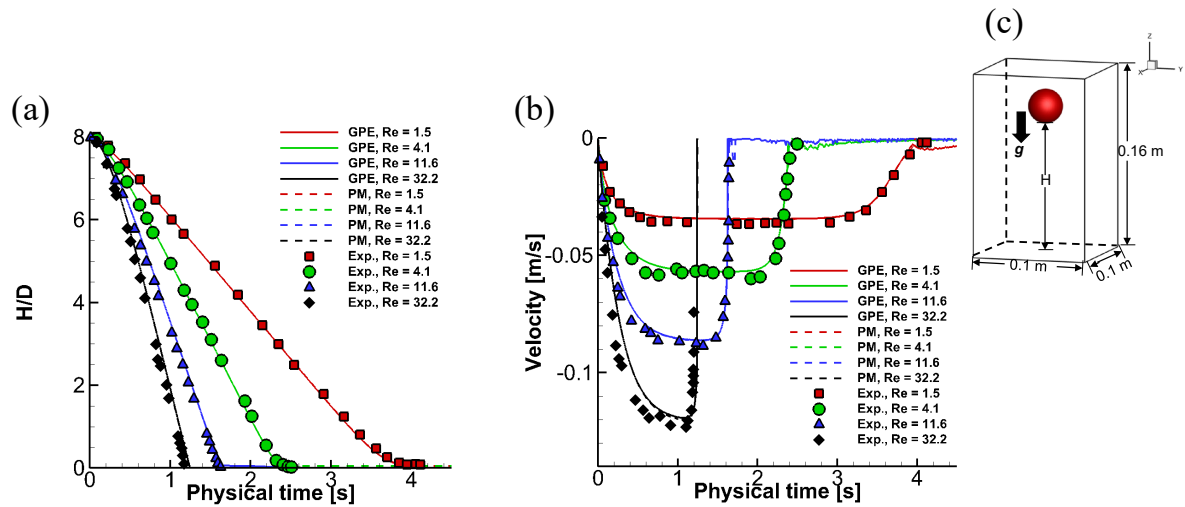 (a)
H/D
8
6
4
2
0
0
1
2
3
4
Physical time [s]
GPE, Re = 1.5
GPE, Re = 4.1
GPE, Re = 11.6
GPE, Re = 32.2
PM, Re = 1.5
PM, Re = 4.1
PM, Re = 11.6
PM, Re = 32.2
Exp., Re = 1.5
Exp., Re = 4.1
Exp., Re = 11.6
Exp., Re = 32.2
(b)
Velocity [m/s]
0
-0.05
-0.1
0
1
2
3
4
Physical time [s]
GPE, Re = 1.5
GPE, Re = 4.1
GPE, Re = 11.6
GPE, Re = 32.2
PM, Re = 1.5
PM, Re = 4.1
PM, Re = 11.6
PM, Re = 32.2
Exp., Re = 1.5
Exp., Re = 4.1
Exp., Re = 11.6
Exp., Re = 32.2
(c)
Z
X
Y
g
H
0.16 m
0.1 m
0.1 m